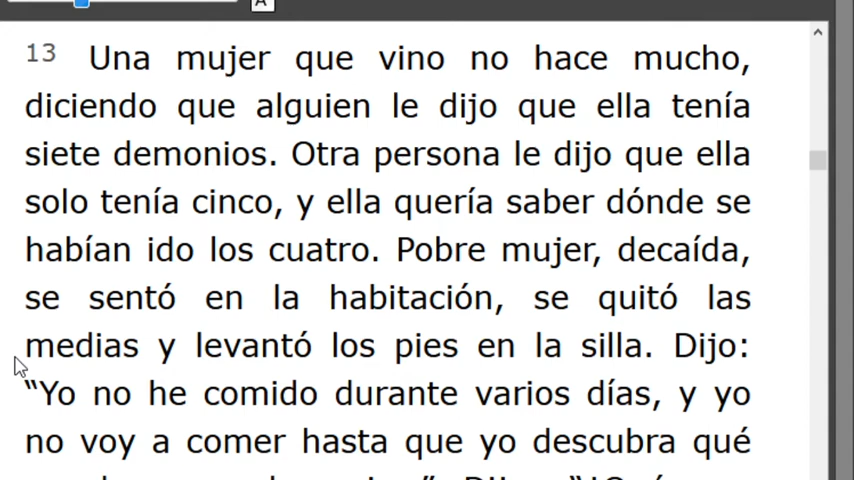 A
13 Una mujer que vino no hace mucho,
diciendo que alguien le dijo que ella tenía
siete demonios. Otra persona le dijo que ella
solo tenía cinco, y ella quería saber dónde se
habían ido los cuatro. Pobre mujer, decaída,
se sentó en la habitación, se quitó las
medias y levantó los pies en la silla. Dijo:
“Yo no he comido durante varios días, y yo
no voy a comer hasta que yo descubra qué